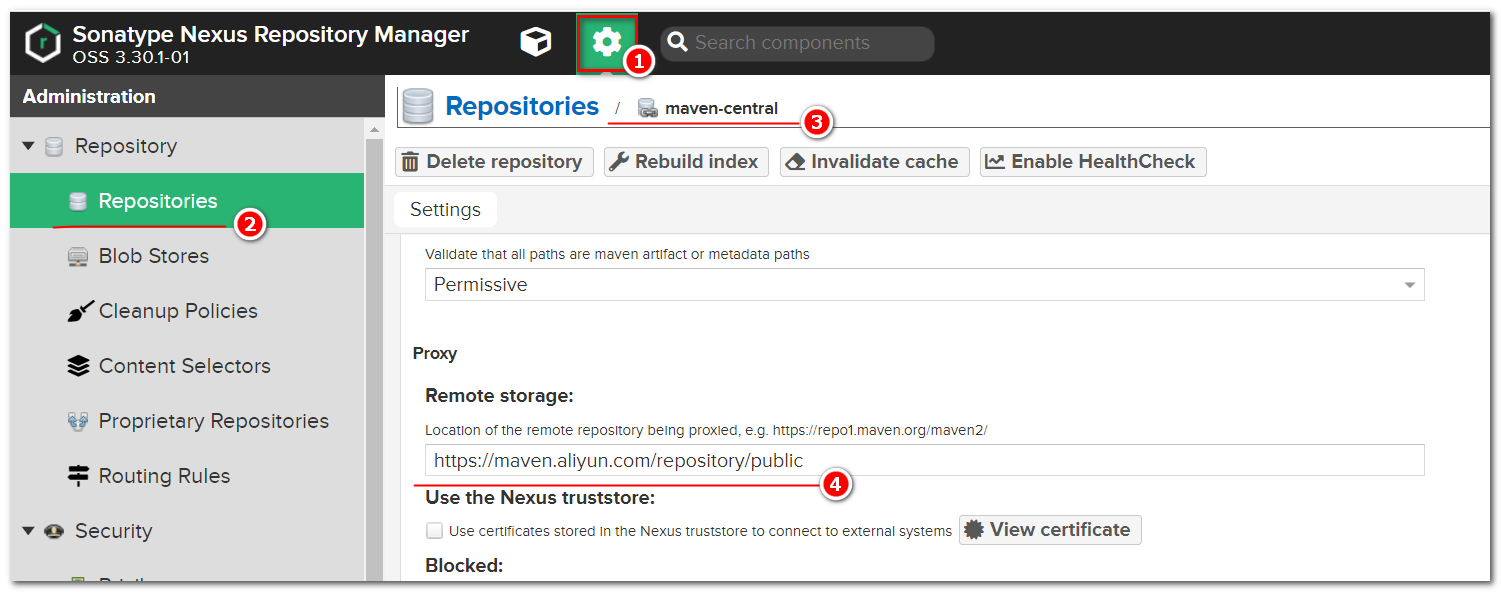 Sonatype Nexus Repository Manager
OSS 3.30.1-01
1
Search components
Administration
Repositories / maven-central
3
Repository
Delete repository Rebuild index Invalidate cache Enable HealthCheck
Repositories
2
Settings
Blob Stores
Validate that all paths are maven artifact or metadata paths
Permissive
Cleanup Policies
Content Selectors
Proxy
Remote storage:
Proprietary Repositories
Location of the remote repository being proxied, e.g. https://repo1.maven.org/maven2/
https://maven.aliyun.com/repository/public
4
Routing Rules
Use the Nexus truststore:
Security
Use certificates stored in the Nexus truststore to connect to external systems View certificate
Blocked: